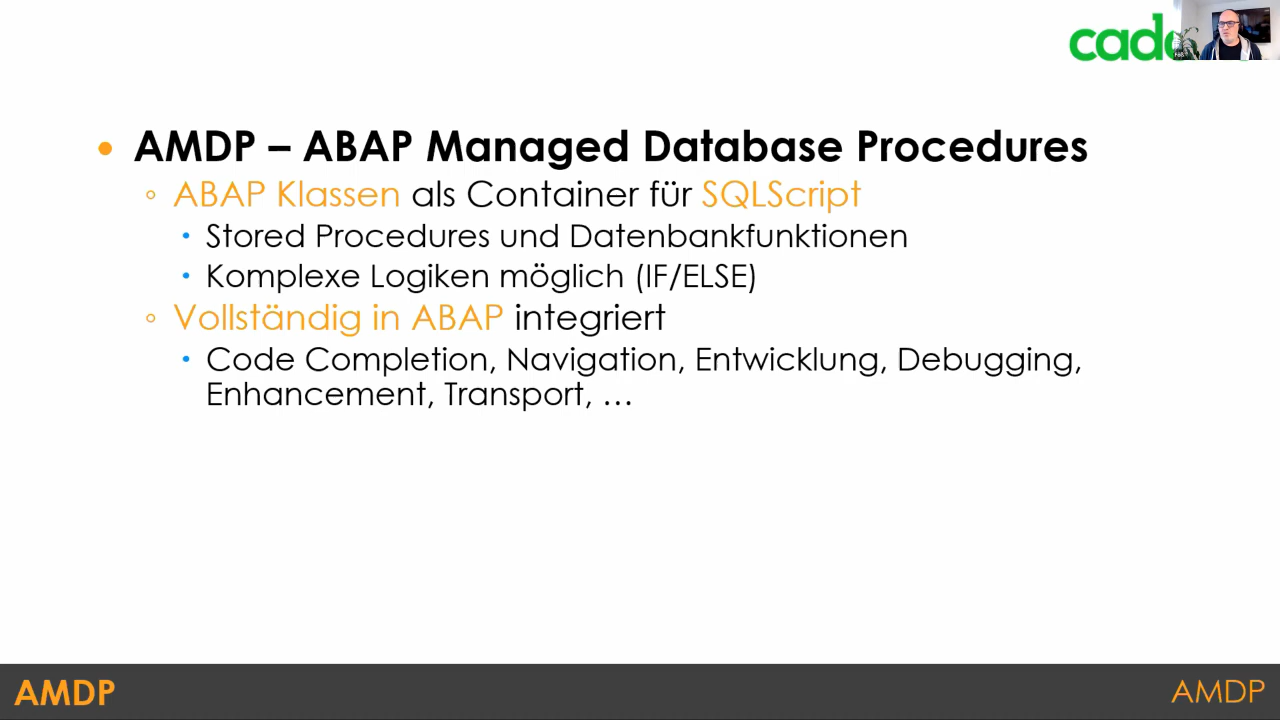 AMDP – ABAP Managed Database Procedures
ABAP Klassen als Container für SQLScript
Stored Procedures und Datenbankfunktionen
Komplexe Logiken möglich (IF/ELSE)
Vollständig in ABAP integriert
Code Completion, Navigation, Entwicklung, Debugging,
Enhancement, Transport, …
AMDP
AMDP